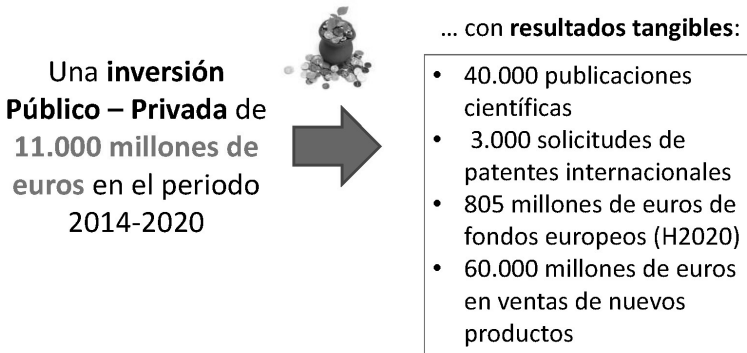 Una inversión
Público – Privada de
11.000 millones de
euros en el periodo
2014-2020
... con resultados tangibles:
• 40.000 publicaciones
científicas
• 3.000 solicitudes de
patentes internacionales
• 805 millones de euros de
fondos europeos (H2020)
• 60.000 millones de euros
en ventas de nuevos
productos